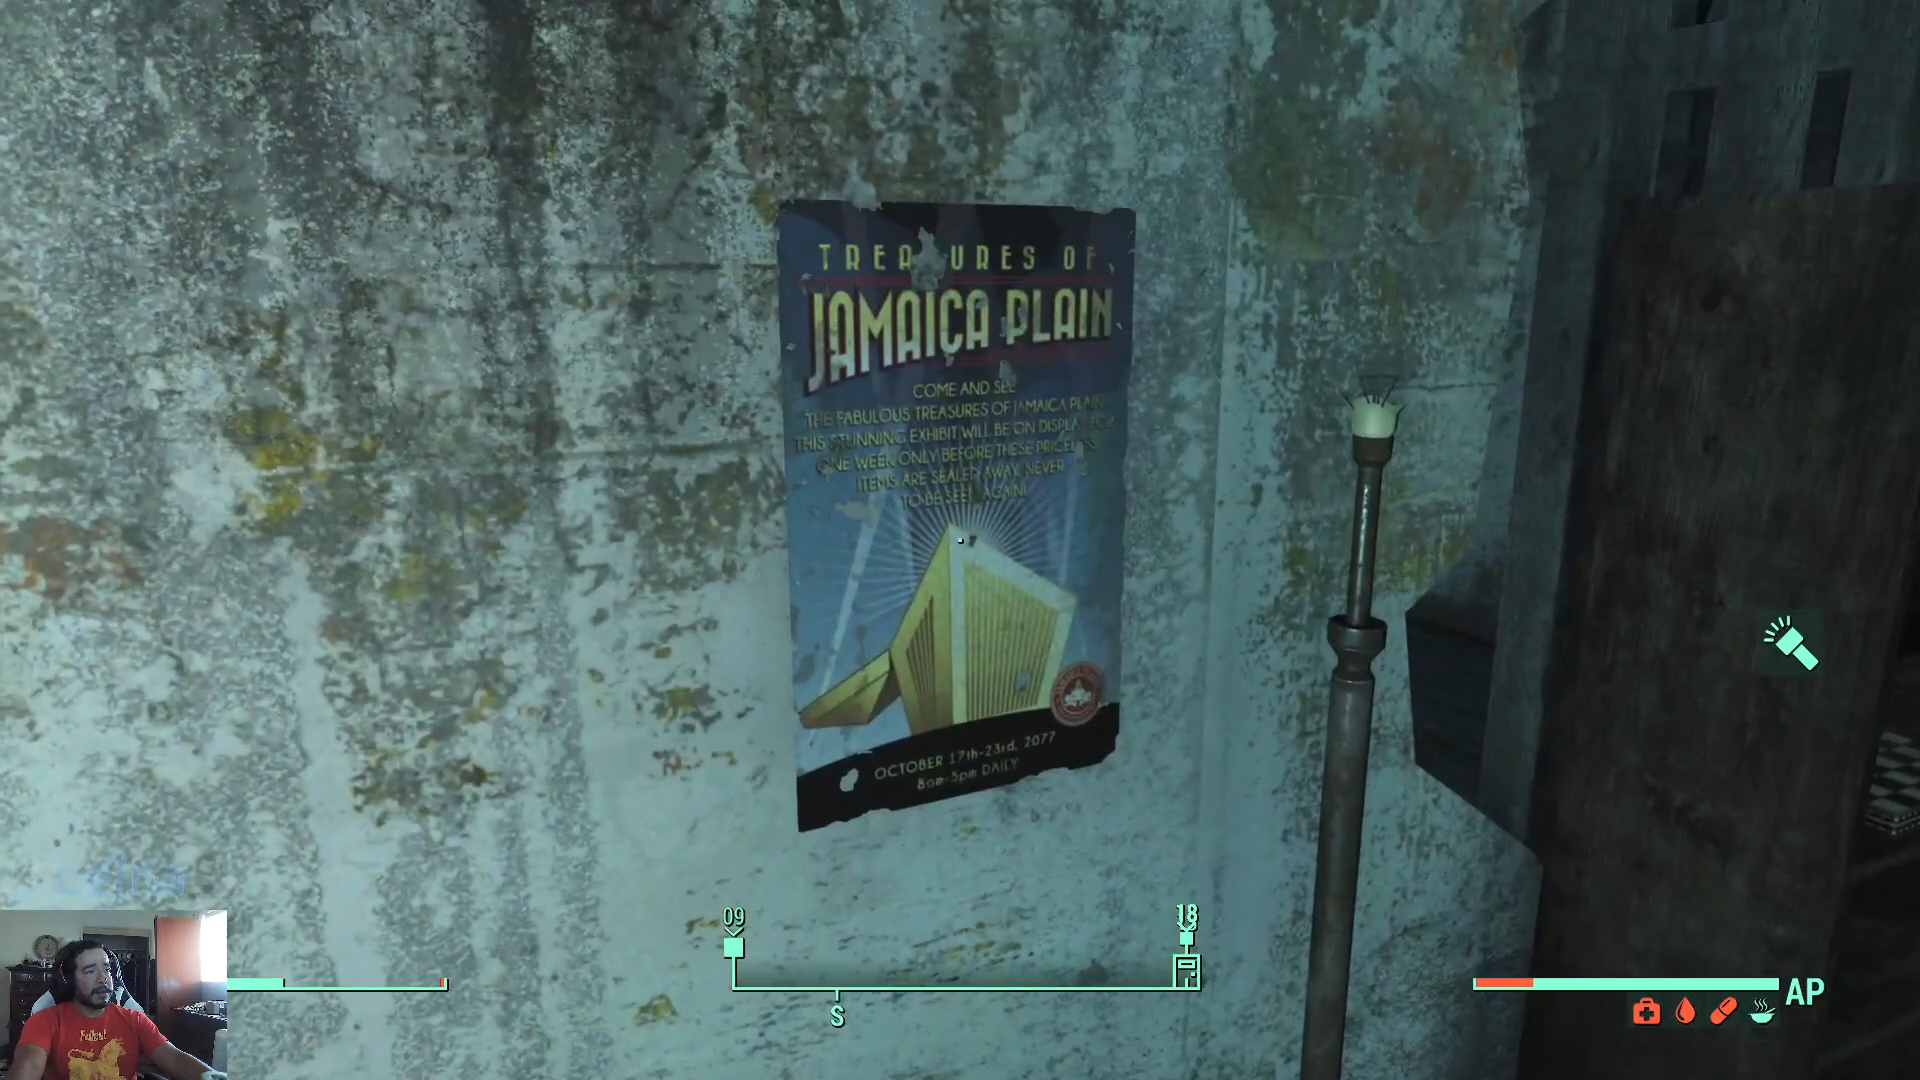 TREASURES OF
JAMAICA PLAIN
COME AND SEE
THE FABULOUS TREASURES OF JAMAICA PLAIN
THIS STUNNING EXHIBIT WILL BE ON DISPLAY FOR
ONE WEEK ONLY BEFORE THESE PRICELESS
ITEMS ARE SEALED AWAY, NEVER
TO BE SEEN AGAIN!
OCTOBER 17th-23rd, 2077
8am-5pm DAILY
09
18
S
AP
Fallout